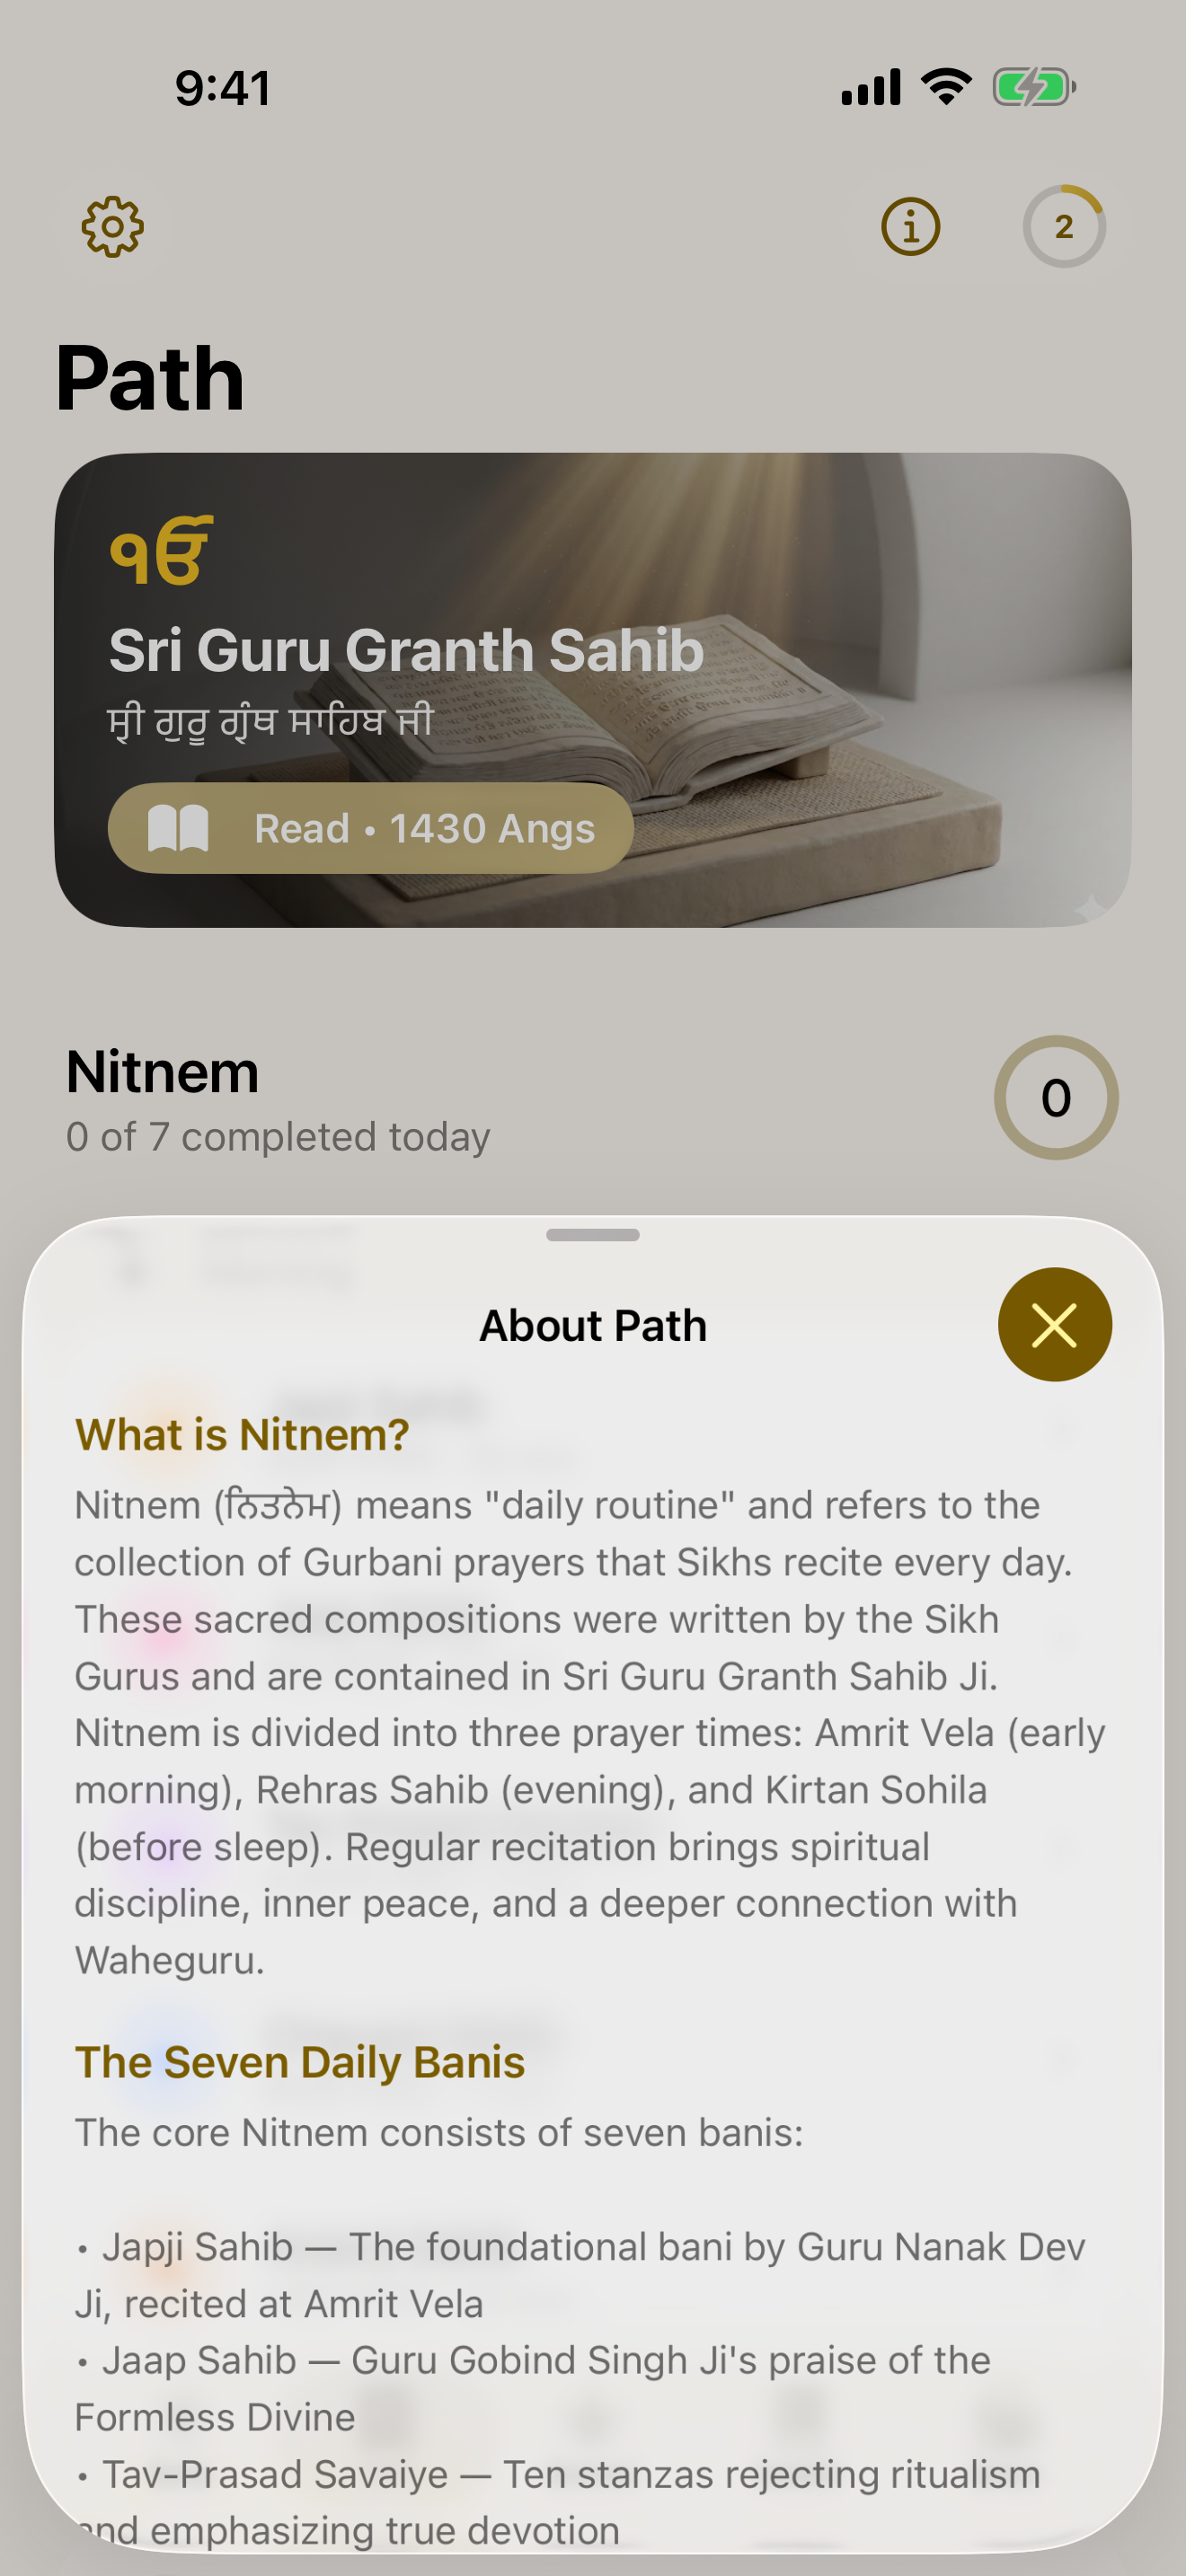 9:41
2
Path
ੴ
Sri Guru Granth Sahib
ਸ੍ਰੀ ਗੁਰੂ ਗ੍ਰੰਥ ਸਾਹਿਬ ਜੀ
Read • 1430 Angs
Nitnem
0
0 of 7 completed today
About Path
What is Nitnem?
Nitnem (ਨਿਤਨੇਮ) means "daily routine" and refers to the
collection of Gurbani prayers that Sikhs recite every day.
These sacred compositions were written by the Sikh
Gurus and are contained in Sri Guru Granth Sahib Ji.
Nitnem is divided into three prayer times: Amrit Vela (early
morning), Rehras Sahib (evening), and Kirtan Sohila
(before sleep). Regular recitation brings spiritual
discipline, inner peace, and a deeper connection with
Waheguru.
The Seven Daily Banis
The core Nitnem consists of seven banis:
• Japji Sahib — The foundational bani by Guru Nanak Dev
Ji, recited at Amrit Vela
• Jaap Sahib — Guru Gobind Singh Ji's praise of the
Formless Divine
• Tav-Prasad Savaiye — Ten stanzas rejecting ritualism
and emphasizing true devotion